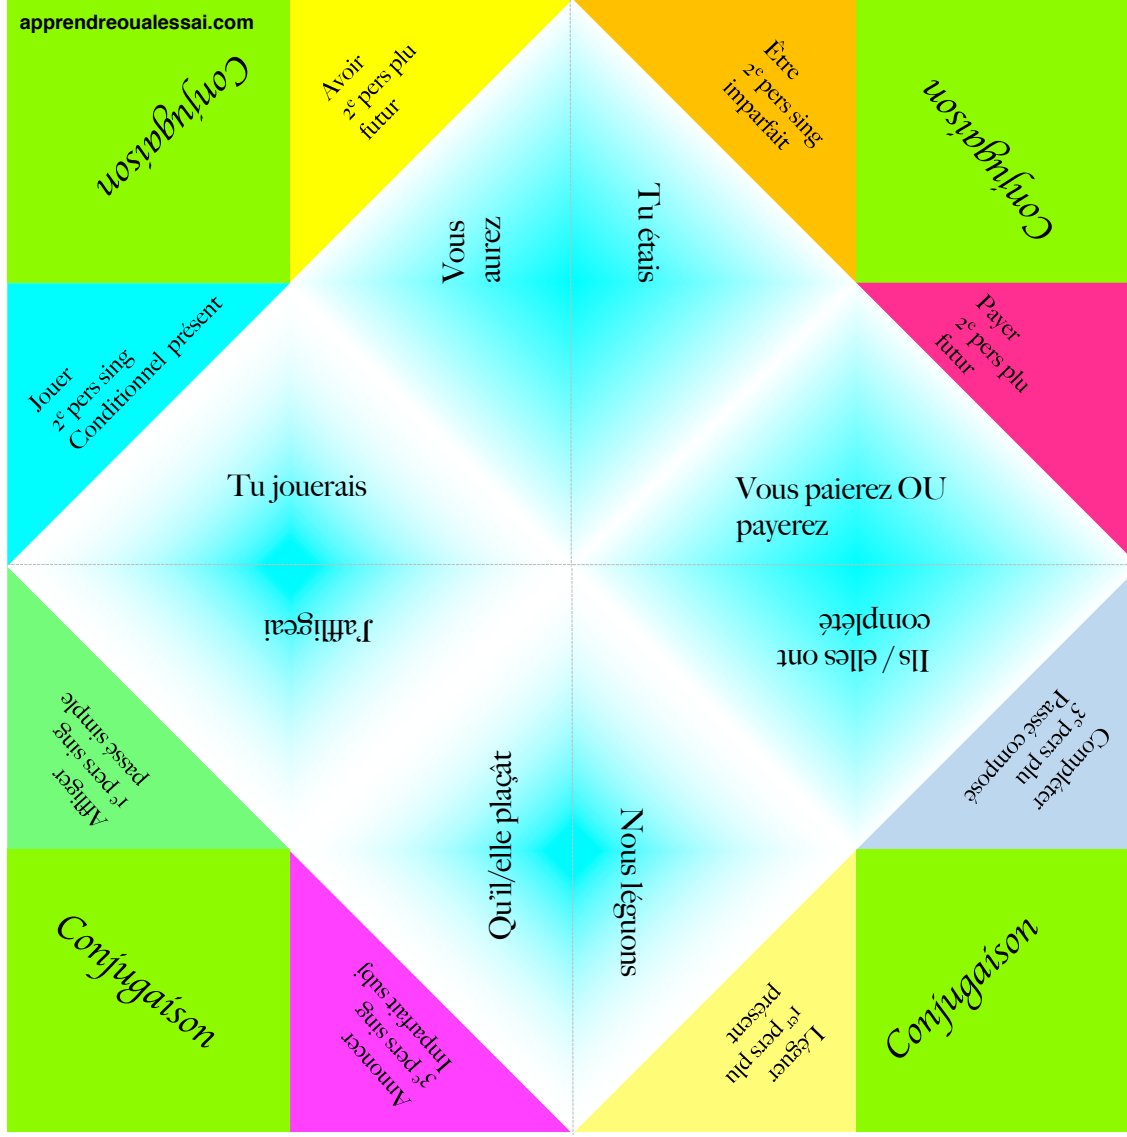 apprendreoualessai.com
Conjugaison
Avoir
2e pers plu
futur
Être
2e pers sing
imparfait
Conjugaison
Vous
aurez
Tu étais
Jouer
2e pers sing
Conditionnel présent
Payer
2e pers plu
futur
Tu jouerais
Vous paierez OU
payerez
J'affligeai
Ils / elles ont
complété
Affliger
1e pers sing
passé simple
Compléter
3e pers plu
Passé composé
Qu'il/elle plaçât
Nous léguons
Conjugaison
Annoncer
3e pers sing
Imparfait subj
Léguer
1er pers plu
présent
Conjugaison